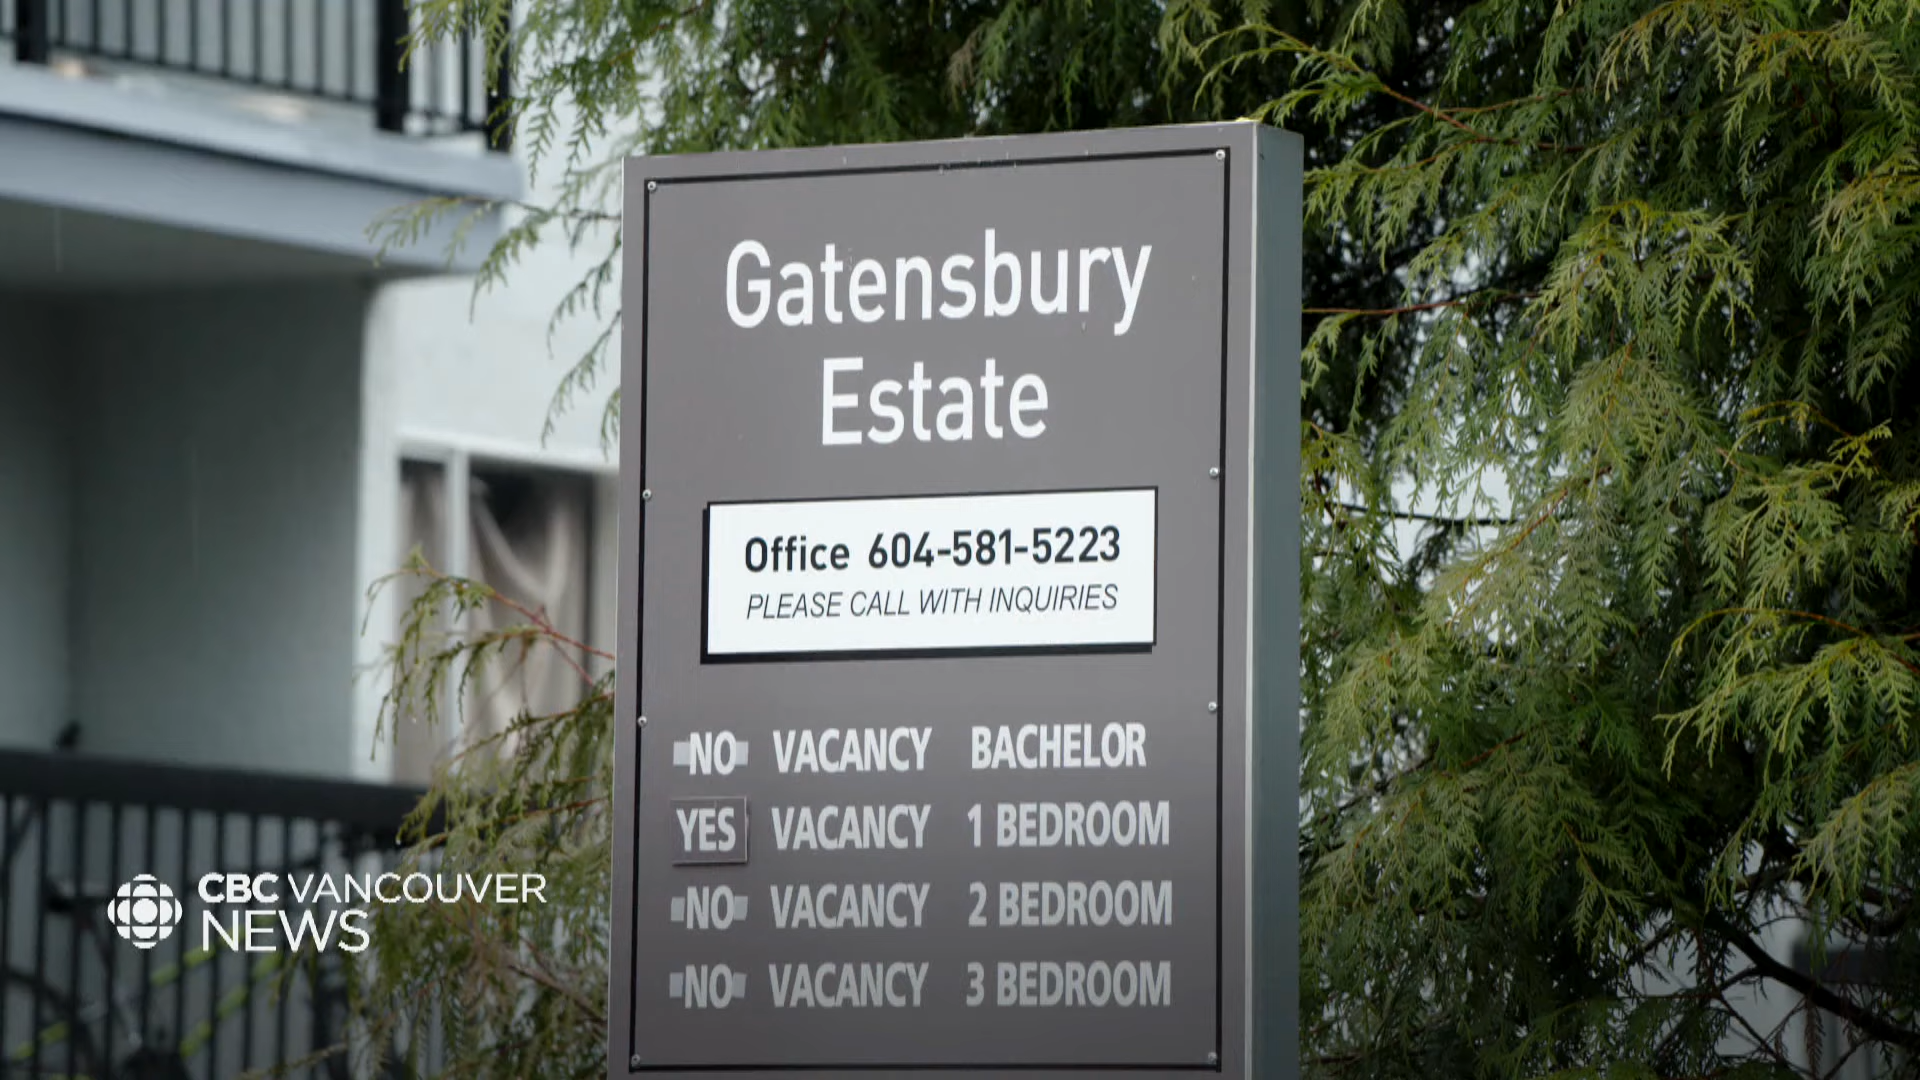 Gatensbury
Estate
Office 604-581-5223
PLEASE CALL WITH INQUIRIES
NO VACANCY BACHELOR
YES VACANCY 1 BEDROOM
NO VACANCY 2 BEDROOM
NO VACANCY 3 BEDROOM
CBC VANCOUVER
NEWS